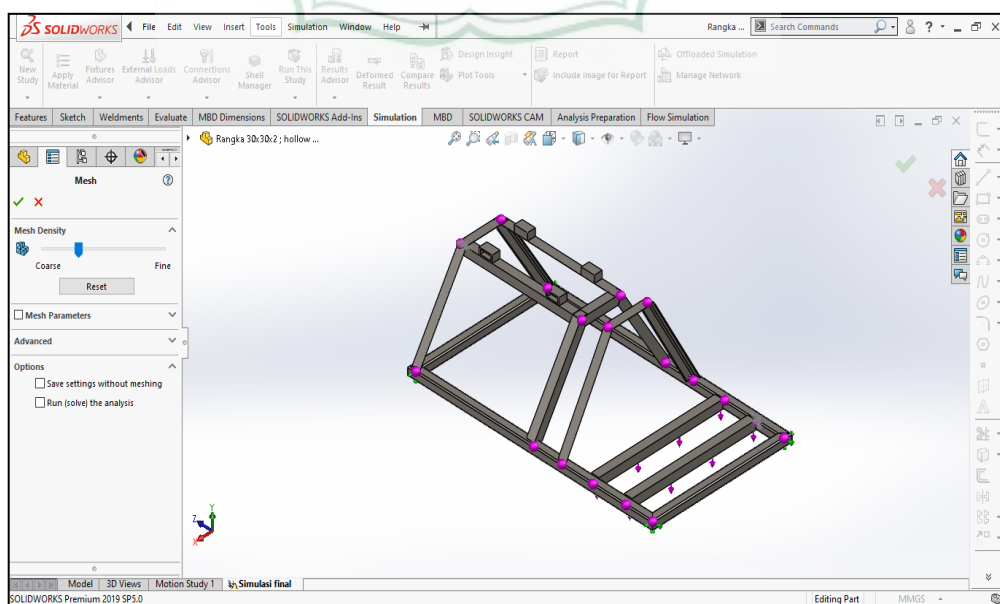 SOLIDWORKS File Edit View Insert Tools Simulation Window Help Rangka ... Search Commands ?
New Study
Apply Material
Fixtures Advisor
External Loads Advisor
Connections Advisor
Shell Manager
Run This Study
Results Advisor
Deformed Result
Compare Results
Design Insight
Plot Tools
Report
Include Image for Report
Offloaded Simulation
Manage Network
Features Sketch Weldments Evaluate MBD Dimensions SOLIDWORKS Add-Ins Simulation MBD SOLIDWORKS CAM Analysis Preparation Flow Simulation
Rangka 30x30x2 ; hollow ...
Mesh
Mesh Density
Coarse Fine
Reset
Mesh Parameters
Advanced
Options
Save settings without meshing
Run (solve) the analysis
Y
Z
X
Model 3D Views Motion Study 1 Simulasi final
SOLIDWORKS Premium 2019 SP5.0 Editing Part MMGS